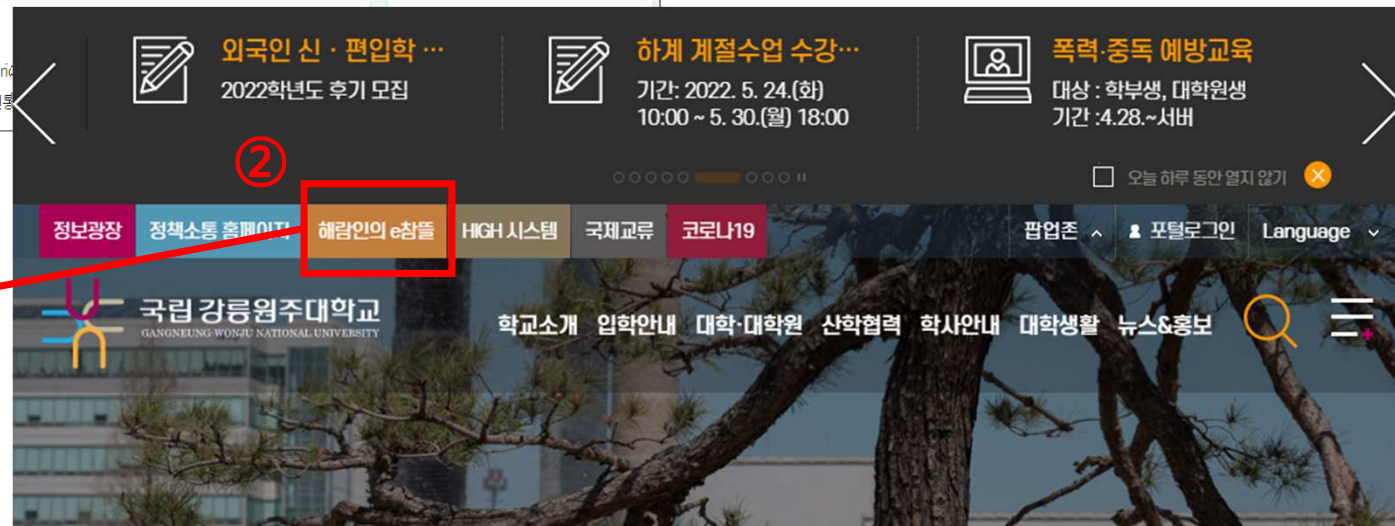 외국인 신 · 편입학 …
2022학년도 후기 모집
하계 계절수업 수강…
기간: 2022. 5. 24.(화)
10:00 ~ 5. 30.(월) 18:00
폭력·중독 예방교육
대상 : 학부생, 대학원생
기간 :4.28.~서버
②
오늘 하루 동안 열지 않기
정보광장
정책소통 홈페이지
해람인의 e참뜰
HIGH 시스템
국제교류
코로나19
팝업존
포털로그인
Language
국립 강릉원주대학교
GANGNEUNG-WONJU NATIONAL UNIVERSITY
학교소개 입학안내 대학·대학원 산학협력 학사안내 대학생활 뉴스&홍보